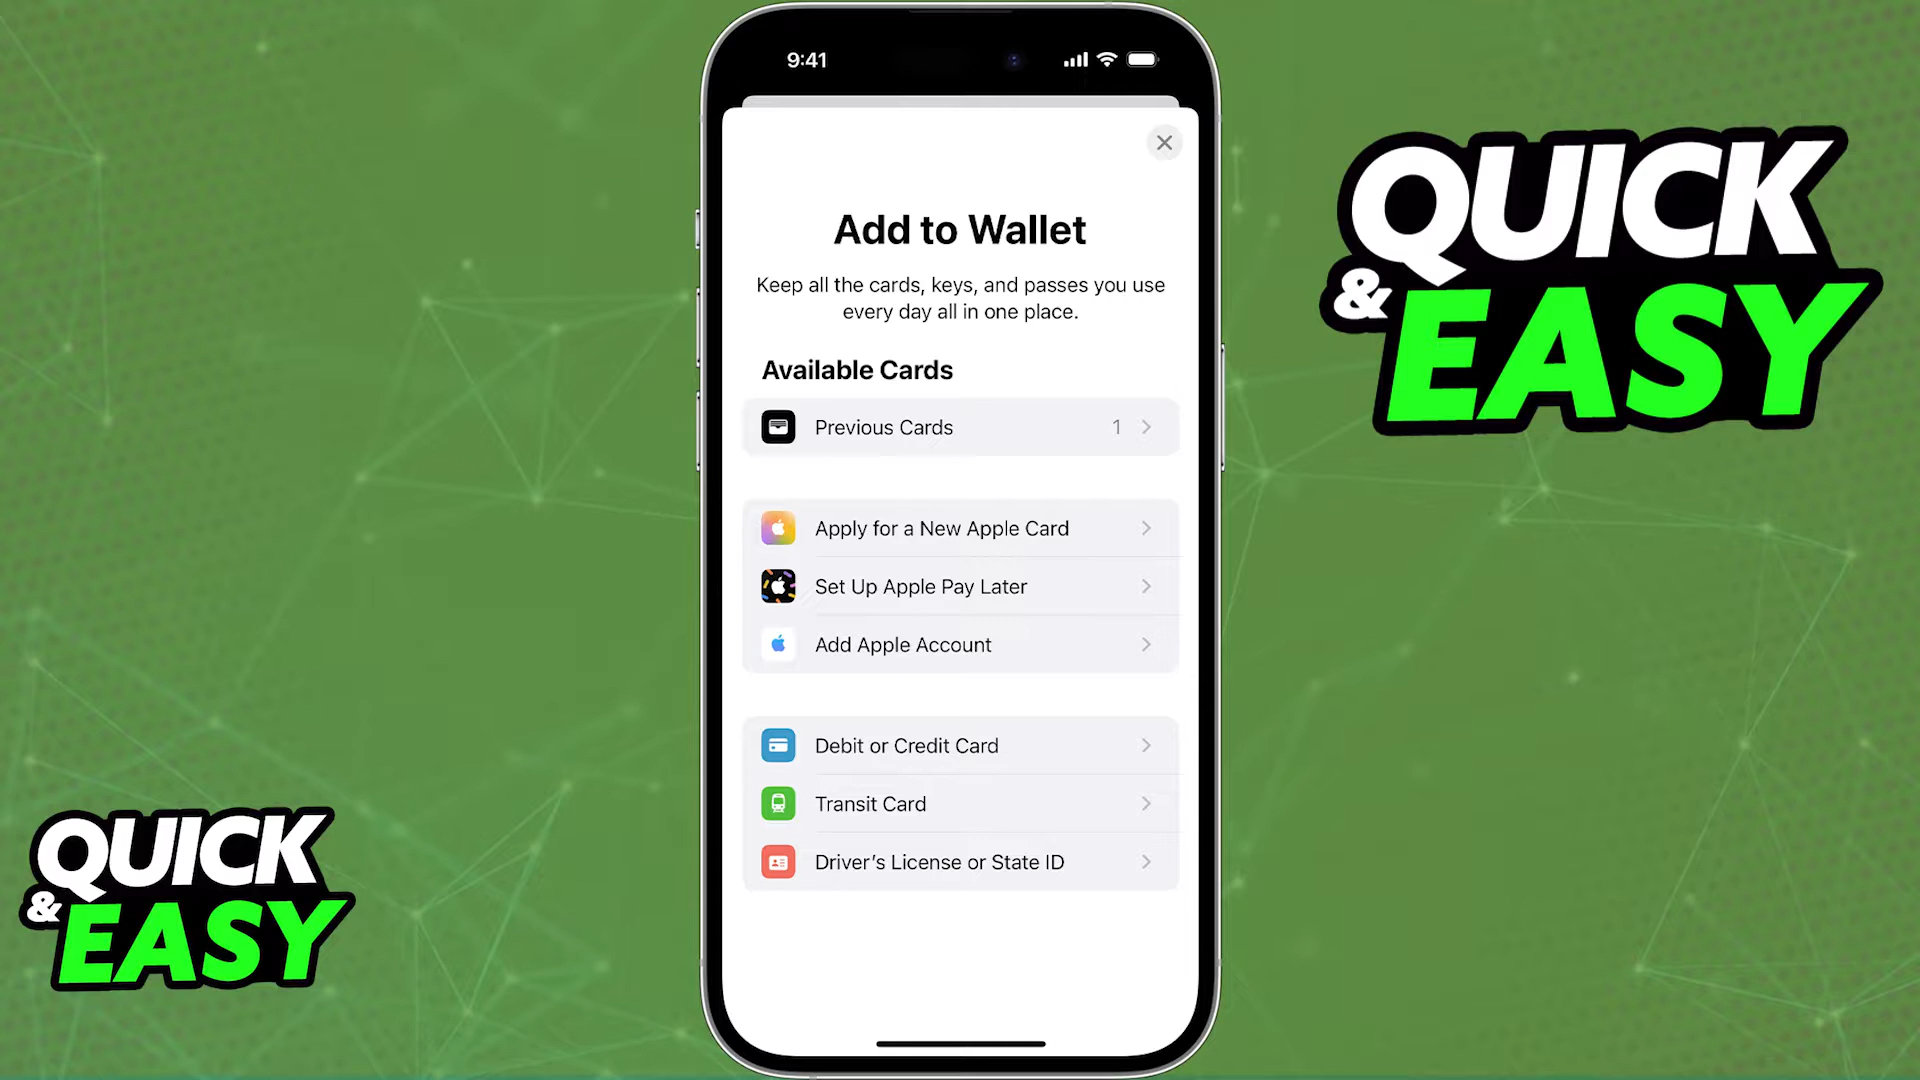 9:41
Add to Wallet
Keep all the cards, keys, and passes you use
every day all in one place.
Available Cards
Previous Cards 1
Apply for a New Apple Card
Set Up Apple Pay Later
Add Apple Account
Debit or Credit Card
Transit Card
Driver’s License or State ID
QUICK
& EASY
QUICK
& EASY